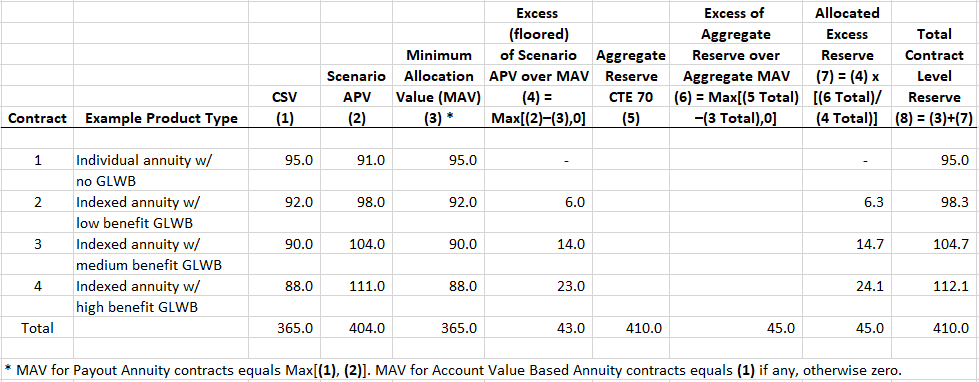 Excess Excess of Allocated
(floored) Aggregate Excess
Minimum of Scenario Aggregate Reserve over Reserve Total
Scenario Allocation APV over MAV Reserve Aggregate MAV (7) = (4) x Contract
CSV APV Value (MAV) (4) = CTE 70 (6) = Max[(5 Total) [(6 Total)/ Level Reserve
Contract Example Product Type (1) (2) (3) * Max[(2)–(3),0] (5) –(3 Total),0] (4 Total)] (8) = (3)+(7)
1 Individual annuity w/ 95.0 91.0 95.0 - - 95.0
no GLWB
2 Indexed annuity w/ 92.0 98.0 92.0 6.0 6.3 98.3
low benefit GLWB
3 Indexed annuity w/ 90.0 104.0 90.0 14.0 14.7 104.7
medium benefit GLWB
4 Indexed annuity w/ 88.0 111.0 88.0 23.0 24.1 112.1
high benefit GLWB
Total 365.0 404.0 365.0 43.0 410.0 45.0 45.0 410.0
* MAV for Payout Annuity contracts equals Max[(1), (2)]. MAV for Account Value Based Annuity contracts equals (1) if any, otherwise zero.